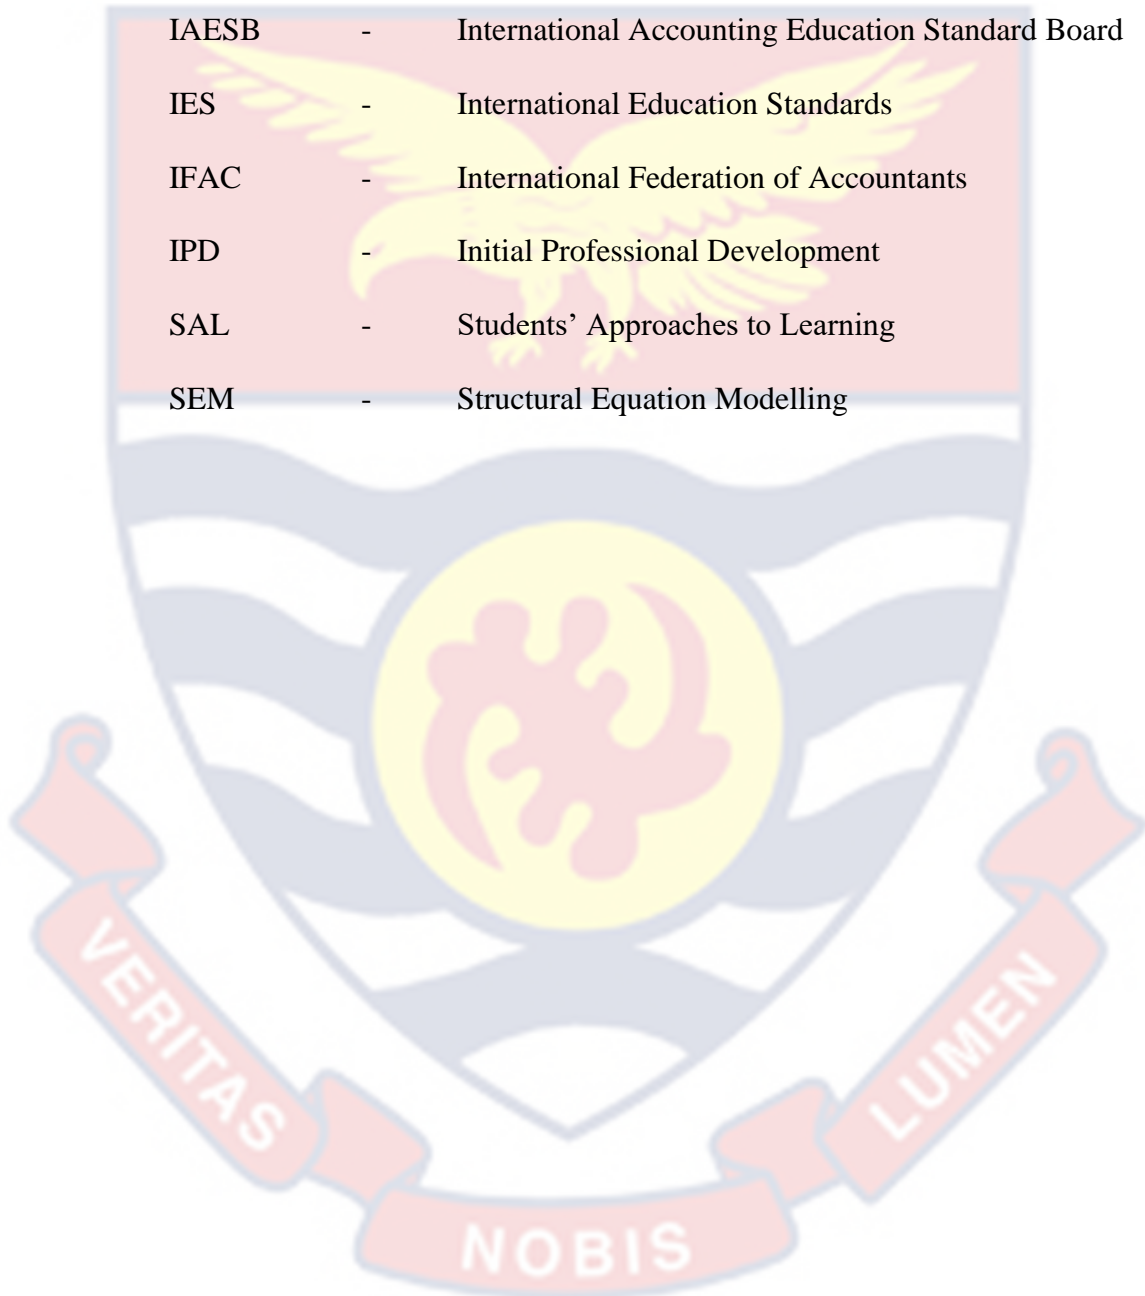 IAESB - International Accounting Education Standard Board
IES - International Education Standards
IFAC - International Federation of Accountants
IPD - Initial Professional Development
SAL - Students’ Approaches to Learning
SEM - Structural Equation Modelling
VERITAS
NOBIS
LUMEN